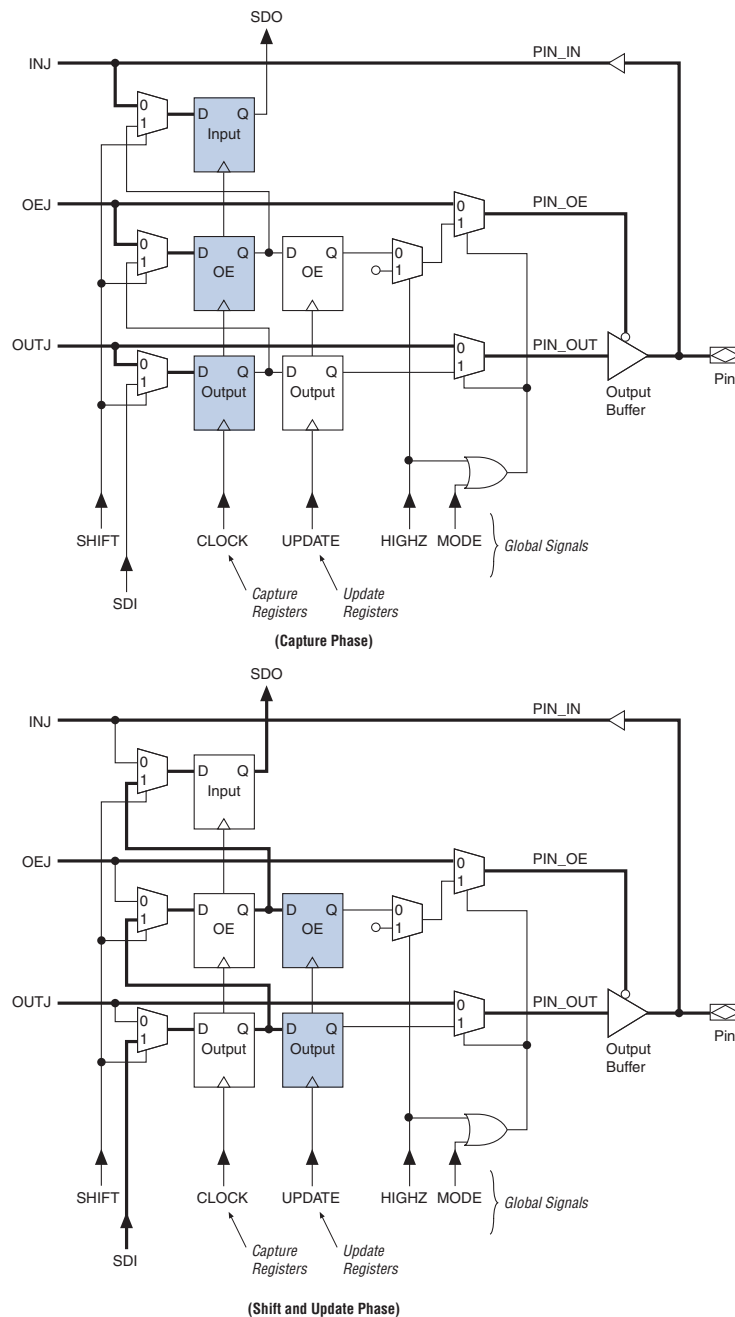 SDO
INJ
PIN_IN
0
1
D Q
Input
OEJ
0
PIN_OE
1
0
1
D Q
OE
D Q
OE
0
1
OUTJ
0
PIN_OUT
1
0
1
D Q
Output
D Q
Output
Pin
Output
Buffer
SHIFT
CLOCK
UPDATE
HIGHZ
MODE
Global Signals
SDI
Capture
Registers
Update
Registers
(Capture Phase)
SDO
INJ
PIN_IN
0
1
D Q
Input
OEJ
0
PIN_OE
1
0
1
D Q
OE
D Q
OE
0
1
OUTJ
0
PIN_OUT
1
0
1
D Q
Output
D Q
Output
Pin
Output
Buffer
SHIFT
CLOCK
UPDATE
HIGHZ
MODE
Global Signals
SDI
Capture
Registers
Update
Registers
(Shift and Update Phase)